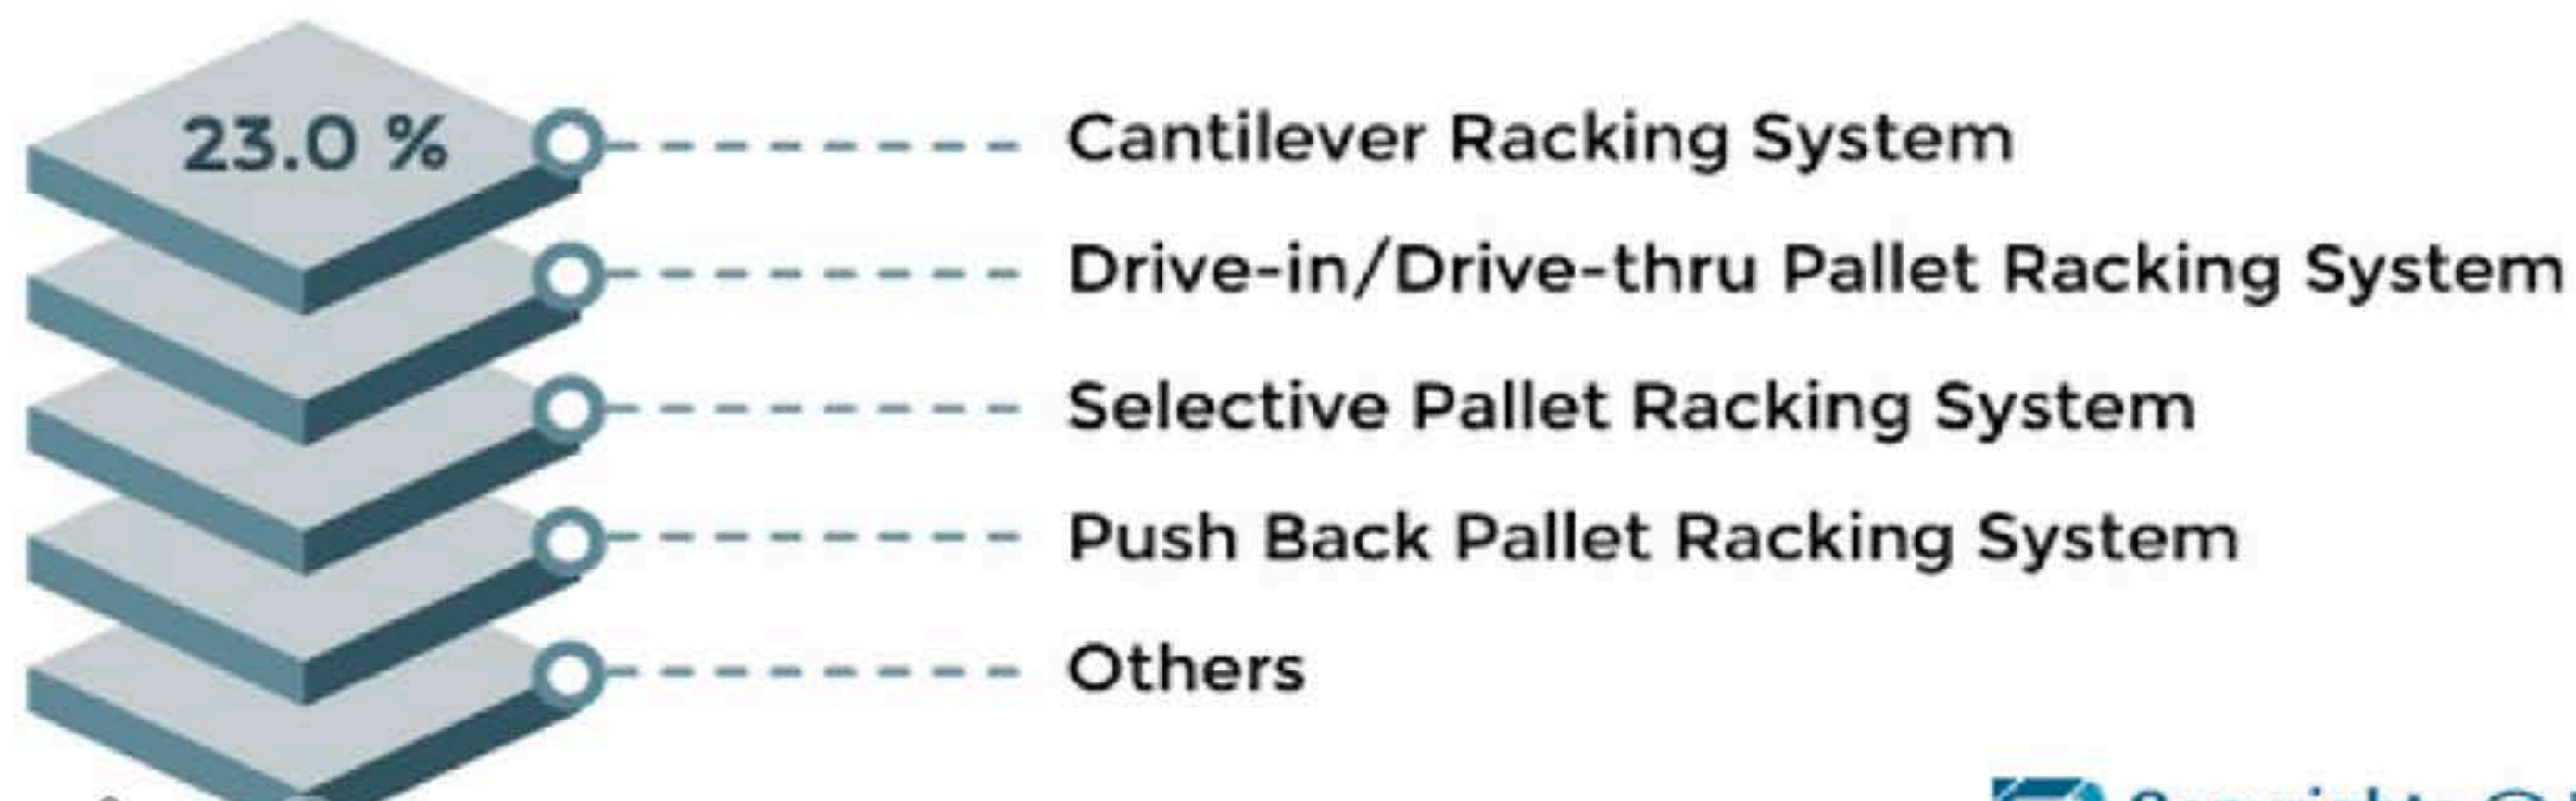 23.0 %
Cantilever Racking System
Drive-in/Drive-thru Pallet Racking System
Selective Pallet Racking System
Push Back Pallet Racking System
Others